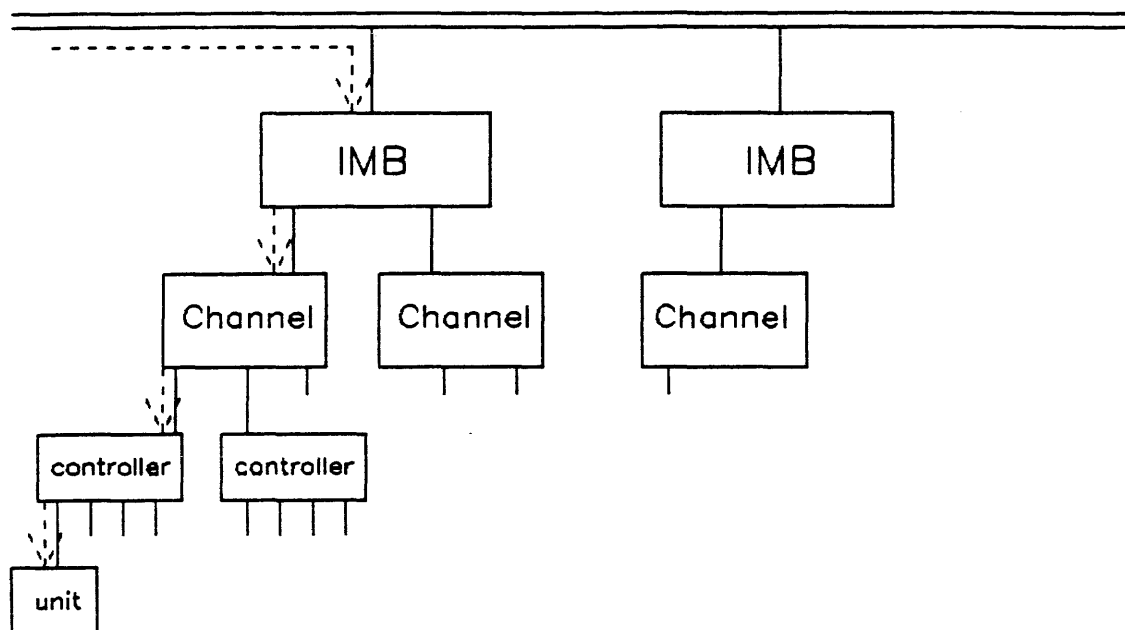 IMB
IMB
Channel
Channel
Channel
controller
controller
unit